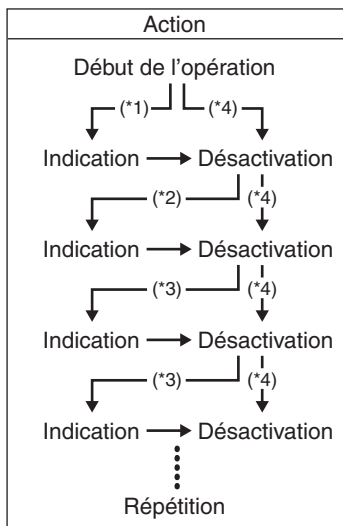 Action
Début de l'opération
(*1) (*4)
Indication Désactivation
(*2) (*4)
Indication Désactivation
(*3) (*4)
Indication Désactivation
(*3) (*4)
Indication Désactivation
Répétition